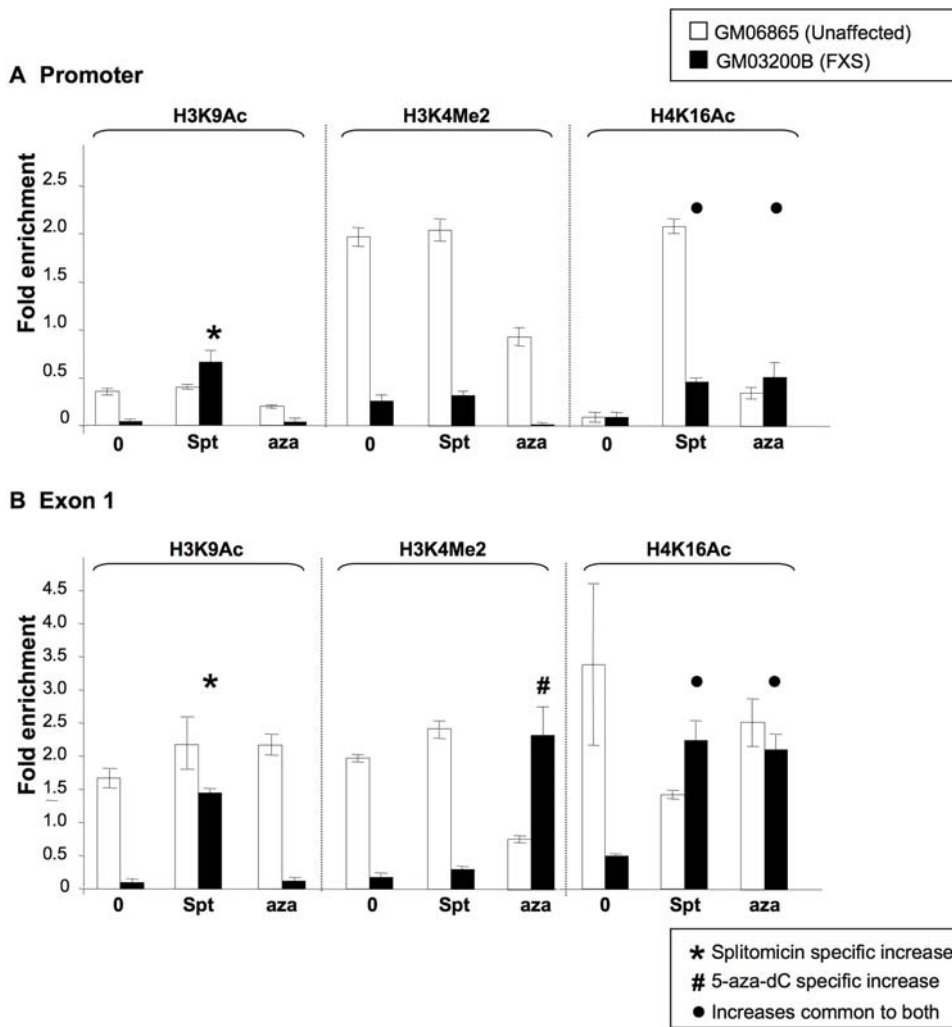 GM06865 (Unaffected)
GM03200B (FXS)
A Promoter
H3K9Ac H3K4Me2 H4K16Ac
Fold enrichment
2.5
2.0
1.5
1.0
0.5
0
*
0 Spt aza 0 Spt aza 0 Spt aza
B Exon 1
H3K9Ac H3K4Me2 H4K16Ac
Fold enrichment
4.5
4.0
3.0
3.0
2.5
2.0
1.5
1.0
0.5
0
* #
0 Spt aza 0 Spt aza 0 Spt aza
* Splitomicin specific increase
# 5-aza-dC specific increase
● Increases common to both